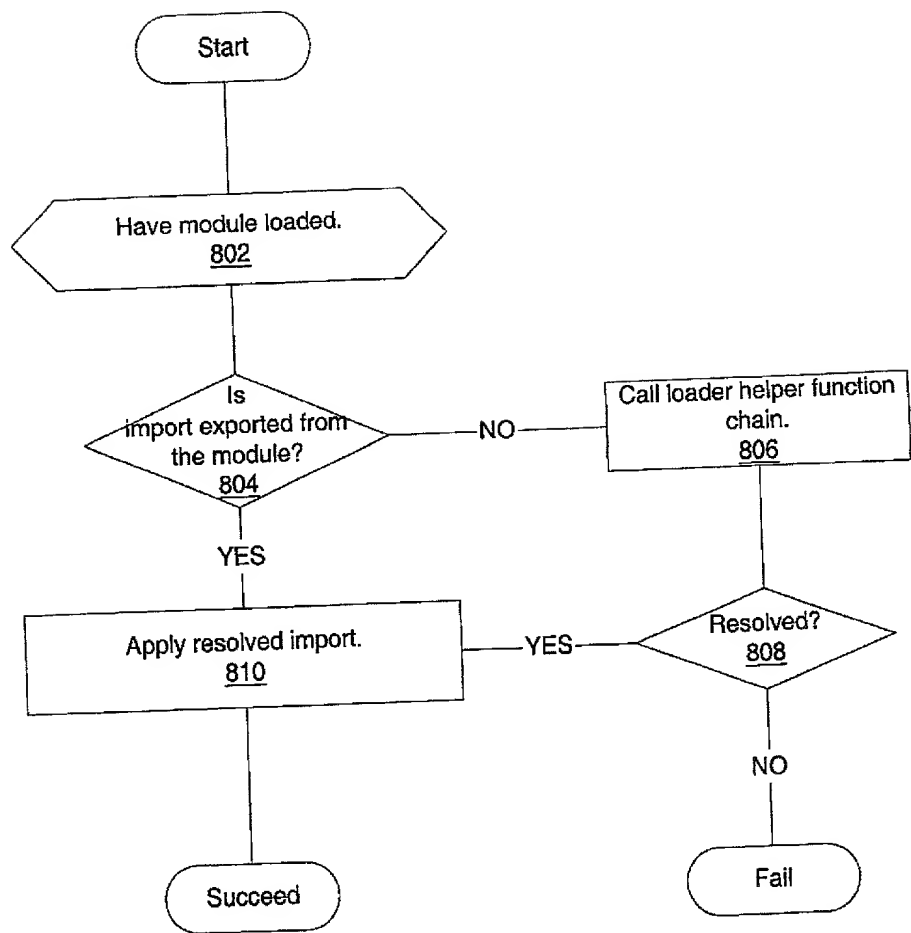 Start
Have module loaded.
802
Is
import exported from
the module?
804
NO
Call loader helper function
chain.
806
YES
Apply resolved import.
810
YES
Resolved?
808
NO
Succeed
Fail